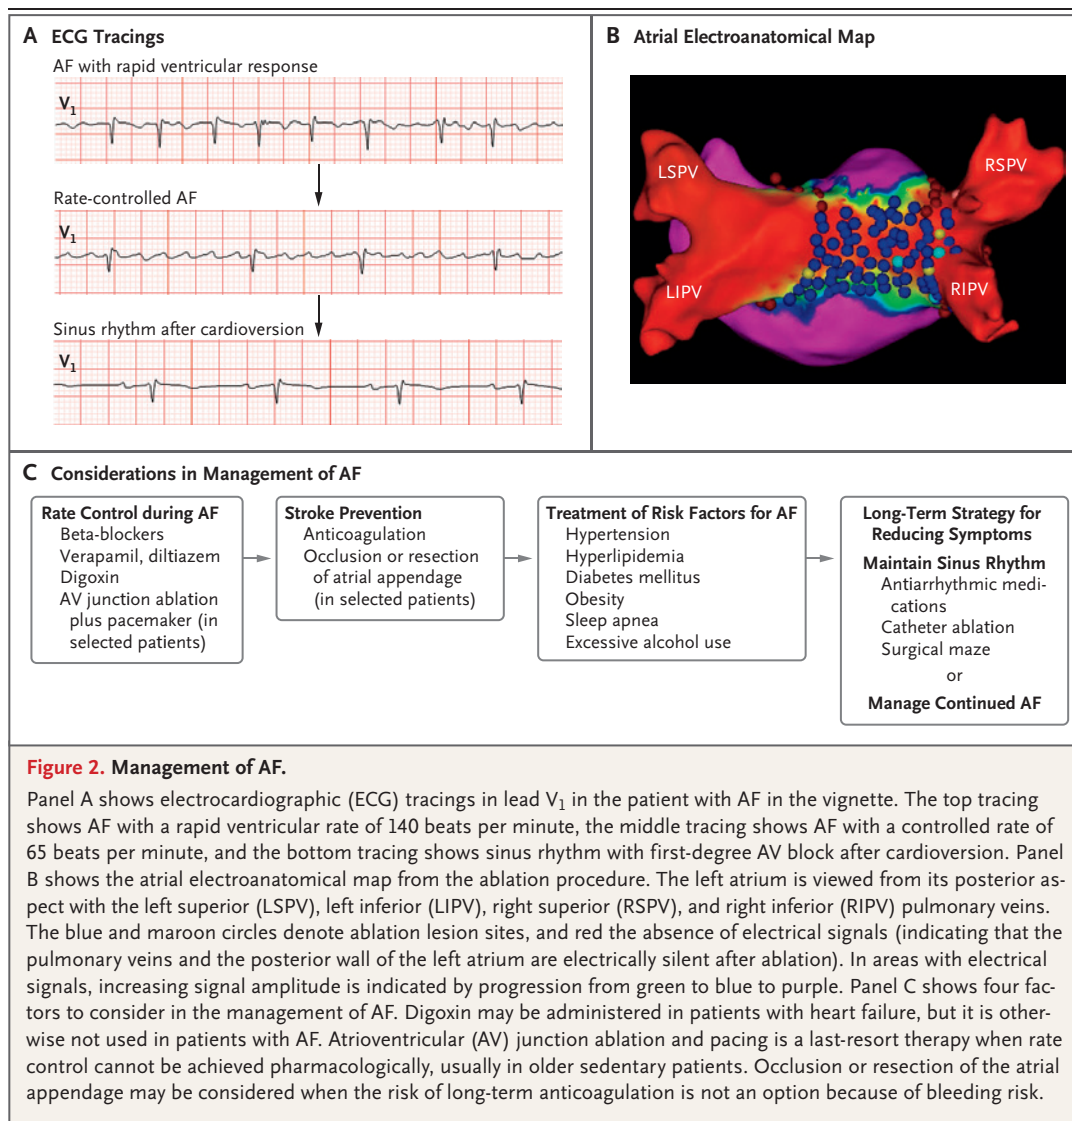 A ECG Tracings
AF with rapid ventricular response
V1
Rate-controlled AF
V1
Sinus rhythm after cardioversion
V1
B Atrial Electroanatomical Map
LSPV
RSPV
LIPV
RIPV
C Considerations in Management of AF
Rate Control during AF
Beta-blockers
Verapamil, diltiazem
Digoxin
AV junction ablation
plus pacemaker (in
selected patients)
Stroke Prevention
Anticoagulation
Occlusion or resection
of atrial appendage
(in selected patients)
Treatment of Risk Factors for AF
Hypertension
Hyperlipidemia
Diabetes mellitus
Obesity
Sleep apnea
Excessive alcohol use
Long-Term Strategy for
Reducing Symptoms
Maintain Sinus Rhythm
Antiarrhythmic medi-
cations
Catheter ablation
Surgical maze
or
Manage Continued AF
Figure 2. Management of AF.
Panel A shows electrocardiographic (ECG) tracings in lead V1 in the patient with AF in the vignette. The top tracing
shows AF with a rapid ventricular rate of 140 beats per minute, the middle tracing shows AF with a controlled rate of
65 beats per minute, and the bottom tracing shows sinus rhythm with first-degree AV block after cardioversion. Panel
B shows the atrial electroanatomical map from the ablation procedure. The left atrium is viewed from its posterior as-
pect with the left superior (LSPV), left inferior (LIPV), right superior (RSPV), and right inferior (RIPV) pulmonary veins.
The blue and maroon circles denote ablation lesion sites, and red the absence of electrical signals (indicating that the
pulmonary veins and the posterior wall of the left atrium are electrically silent after ablation). In areas with electrical
signals, increasing signal amplitude is indicated by progression from green to blue to purple. Panel C shows four fac-
tors to consider in the management of AF. Digoxin may be administered in patients with heart failure, but it is other-
wise not used in patients with AF. Atrioventricular (AV) junction ablation and pacing is a last-resort therapy when rate
control cannot be achieved pharmacologically, usually in older sedentary patients. Occlusion or resection of the atrial
appendage may be considered when the risk of long-term anticoagulation is not an option because of bleeding risk.